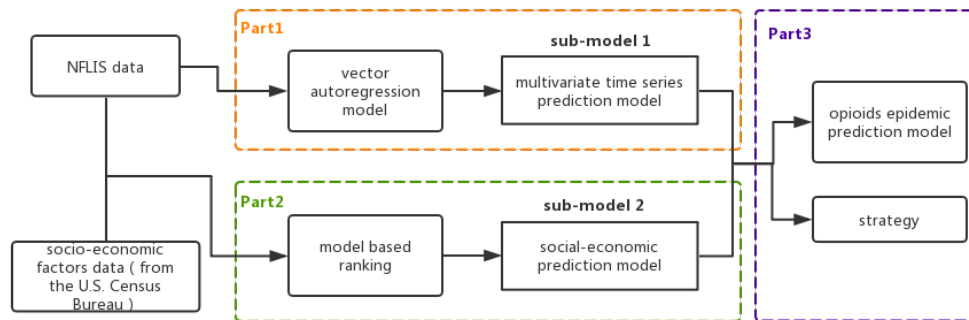 Part1
NFLIS data
vector
autoregression
model
sub-model 1
multivariate time series
prediction model
Part2
socio-economic
factors data ( from
the U.S. Census
Bureau )
model based
ranking
sub-model 2
social-economic
prediction model
Part3
opioids epidemic
prediction model
strategy